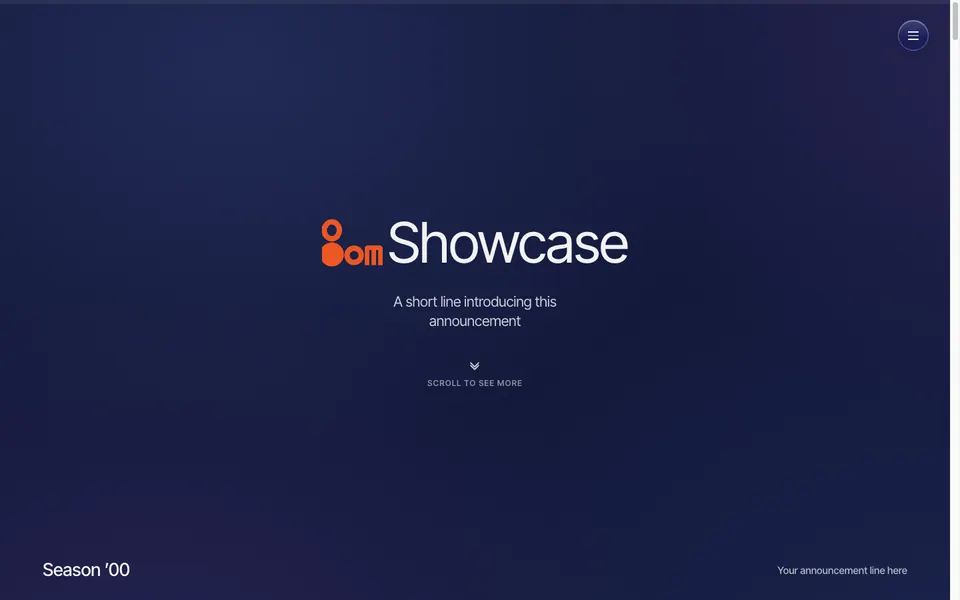 Showcase
A short line introducing this
announcement
SCROLL TO SEE MORE
Season ’00
Your announcement line here